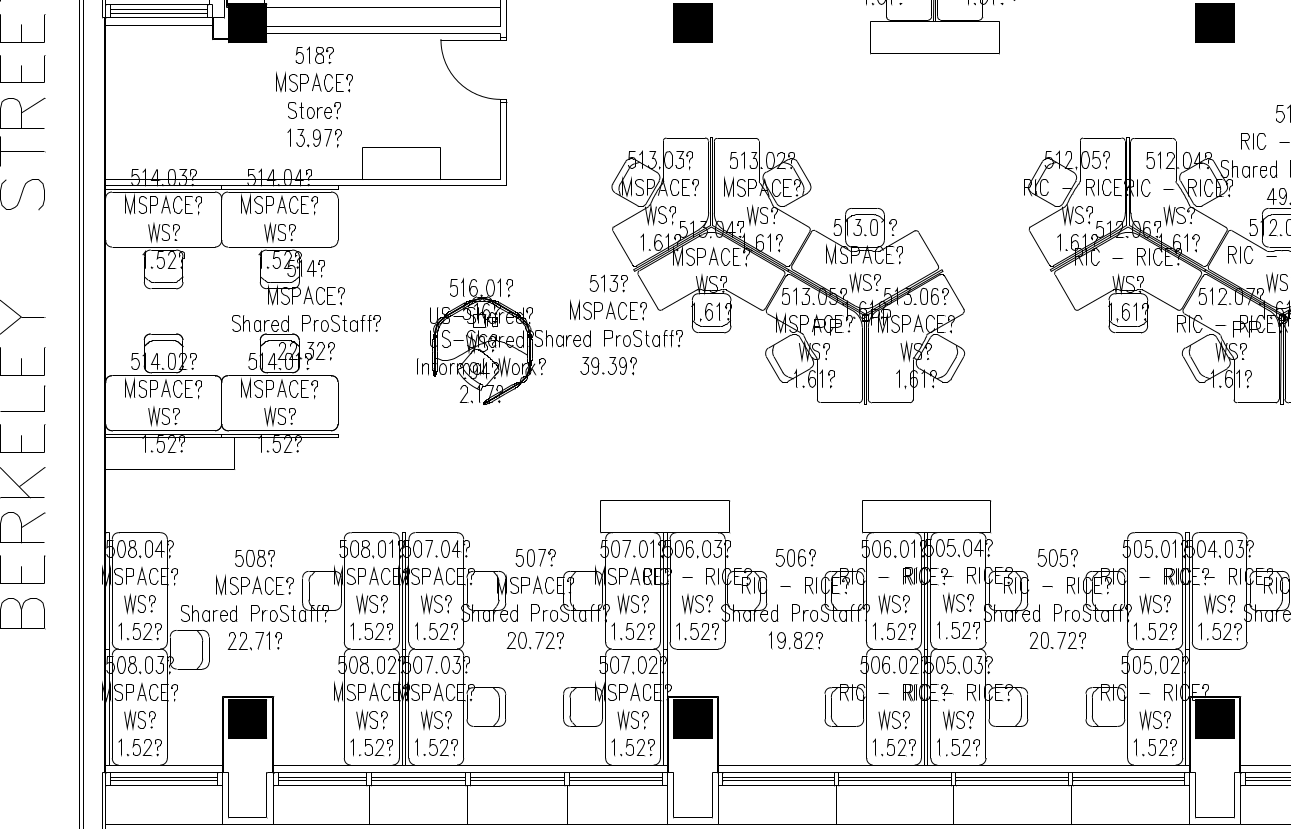 BERKELEY STREE
518?
MSPACE?
Store?
13.97?
514.03?
MSPACE?
WS?
1.52?
514.04?
MSPACE?
WS?
1.52?
514?
MSPACE?
Shared ProStaff?
514.02?
MSPACE?
WS?
1.52?
514.01?
MSPACE?
WS?
1.52?
516.01?
Informal Work?
2.17?
513?
MSPACE?
Shared ProStaff?
39.39?
513.03?
MSPACE?
WS?
1.61?
513.02?
MSPACE?
WS?
1.61?
513.04?
MSPACE?
WS?
1.61?
513.01?
MSPACE?
WS?
513.05?
MSPACE?
WS?
1.61?
513.06?
MSPACE?
WS?
1.61?
512.05?
RIC - RICE?
WS?
1.61?
512.04?
RIC - RICE?
WS?
1.61?
512.06?
RIC - RICE?
WS?
1.61?
512.07?
RIC - RICE?
WS?
1.61?
51
RIC -
Shared
49.
512.0
RIC -
WS
508.04?
MSPACE?
WS?
1.52?
508?
MSPACE?
Shared ProStaff?
22.71?
508.01?
MSPACE?
WS?
1.52?
507.04?
MSPACE?
WS?
1.52?
507?
MSPACE?
Shared ProStaff?
20.72?
507.01?
MSPACE?
WS?
1.52?
506.03?
RIC - RICE?
WS?
1.52?
506?
RIC - RICE?
Shared ProStaff?
19.82?
506.01?
RIC - RICE?
WS?
1.52?
505.04?
RIC - RICE?
WS?
1.52?
505?
RIC - RICE?
Shared ProStaff?
20.72?
505.01?
RIC - RICE?
WS?
1.52?
504.03?
RIC - RICE?
WS?
1.52?
RIC
Share
508.03?
MSPACE?
WS?
1.52?
508.02?
MSPACE?
WS?
1.52?
507.03?
MSPACE?
WS?
1.52?
507.02?
MSPACE?
WS?
1.52?
506.02?
RIC - RICE?
WS?
1.52?
505.03?
RIC - RICE?
WS?
1.52?
505.02?
RIC - RICE?
WS?
1.52?